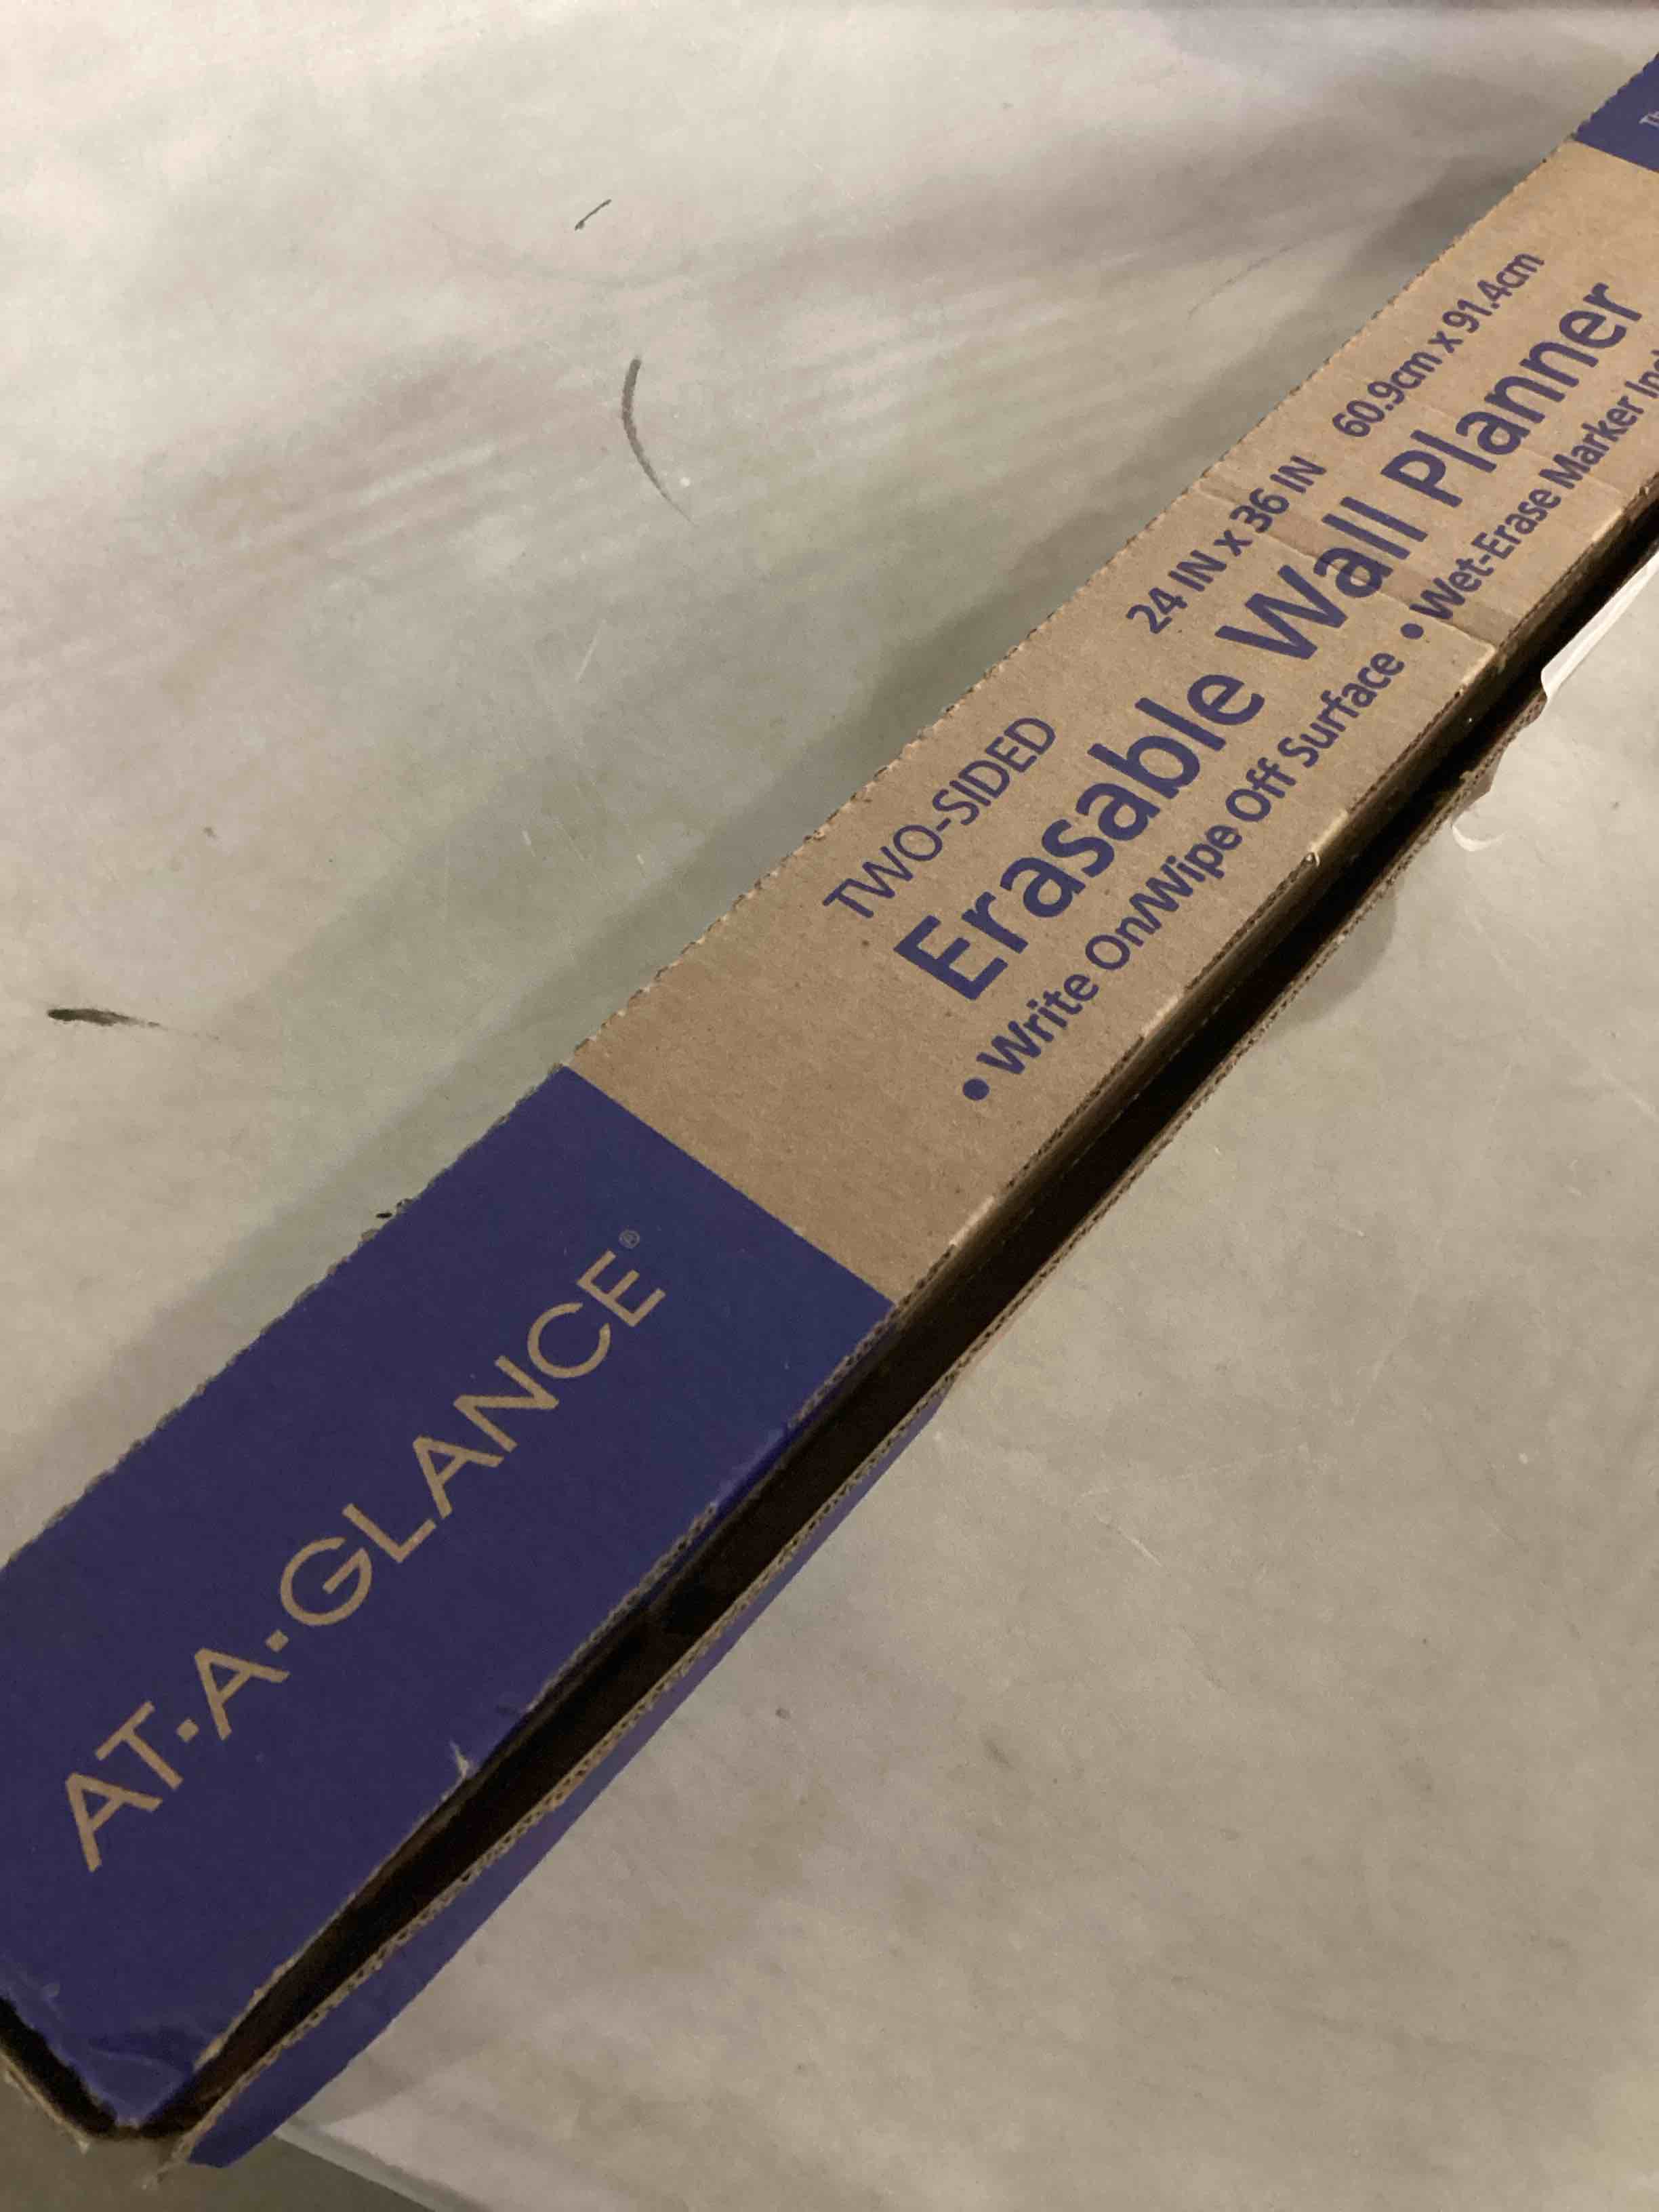 AT·A·GLANCE®
TWO-SIDED 24 IN x 36 IN 60.9cm x 91.4cm
Erasable Wall Planner
• Write On/Wipe Off Surface • Wet-Erase Marker